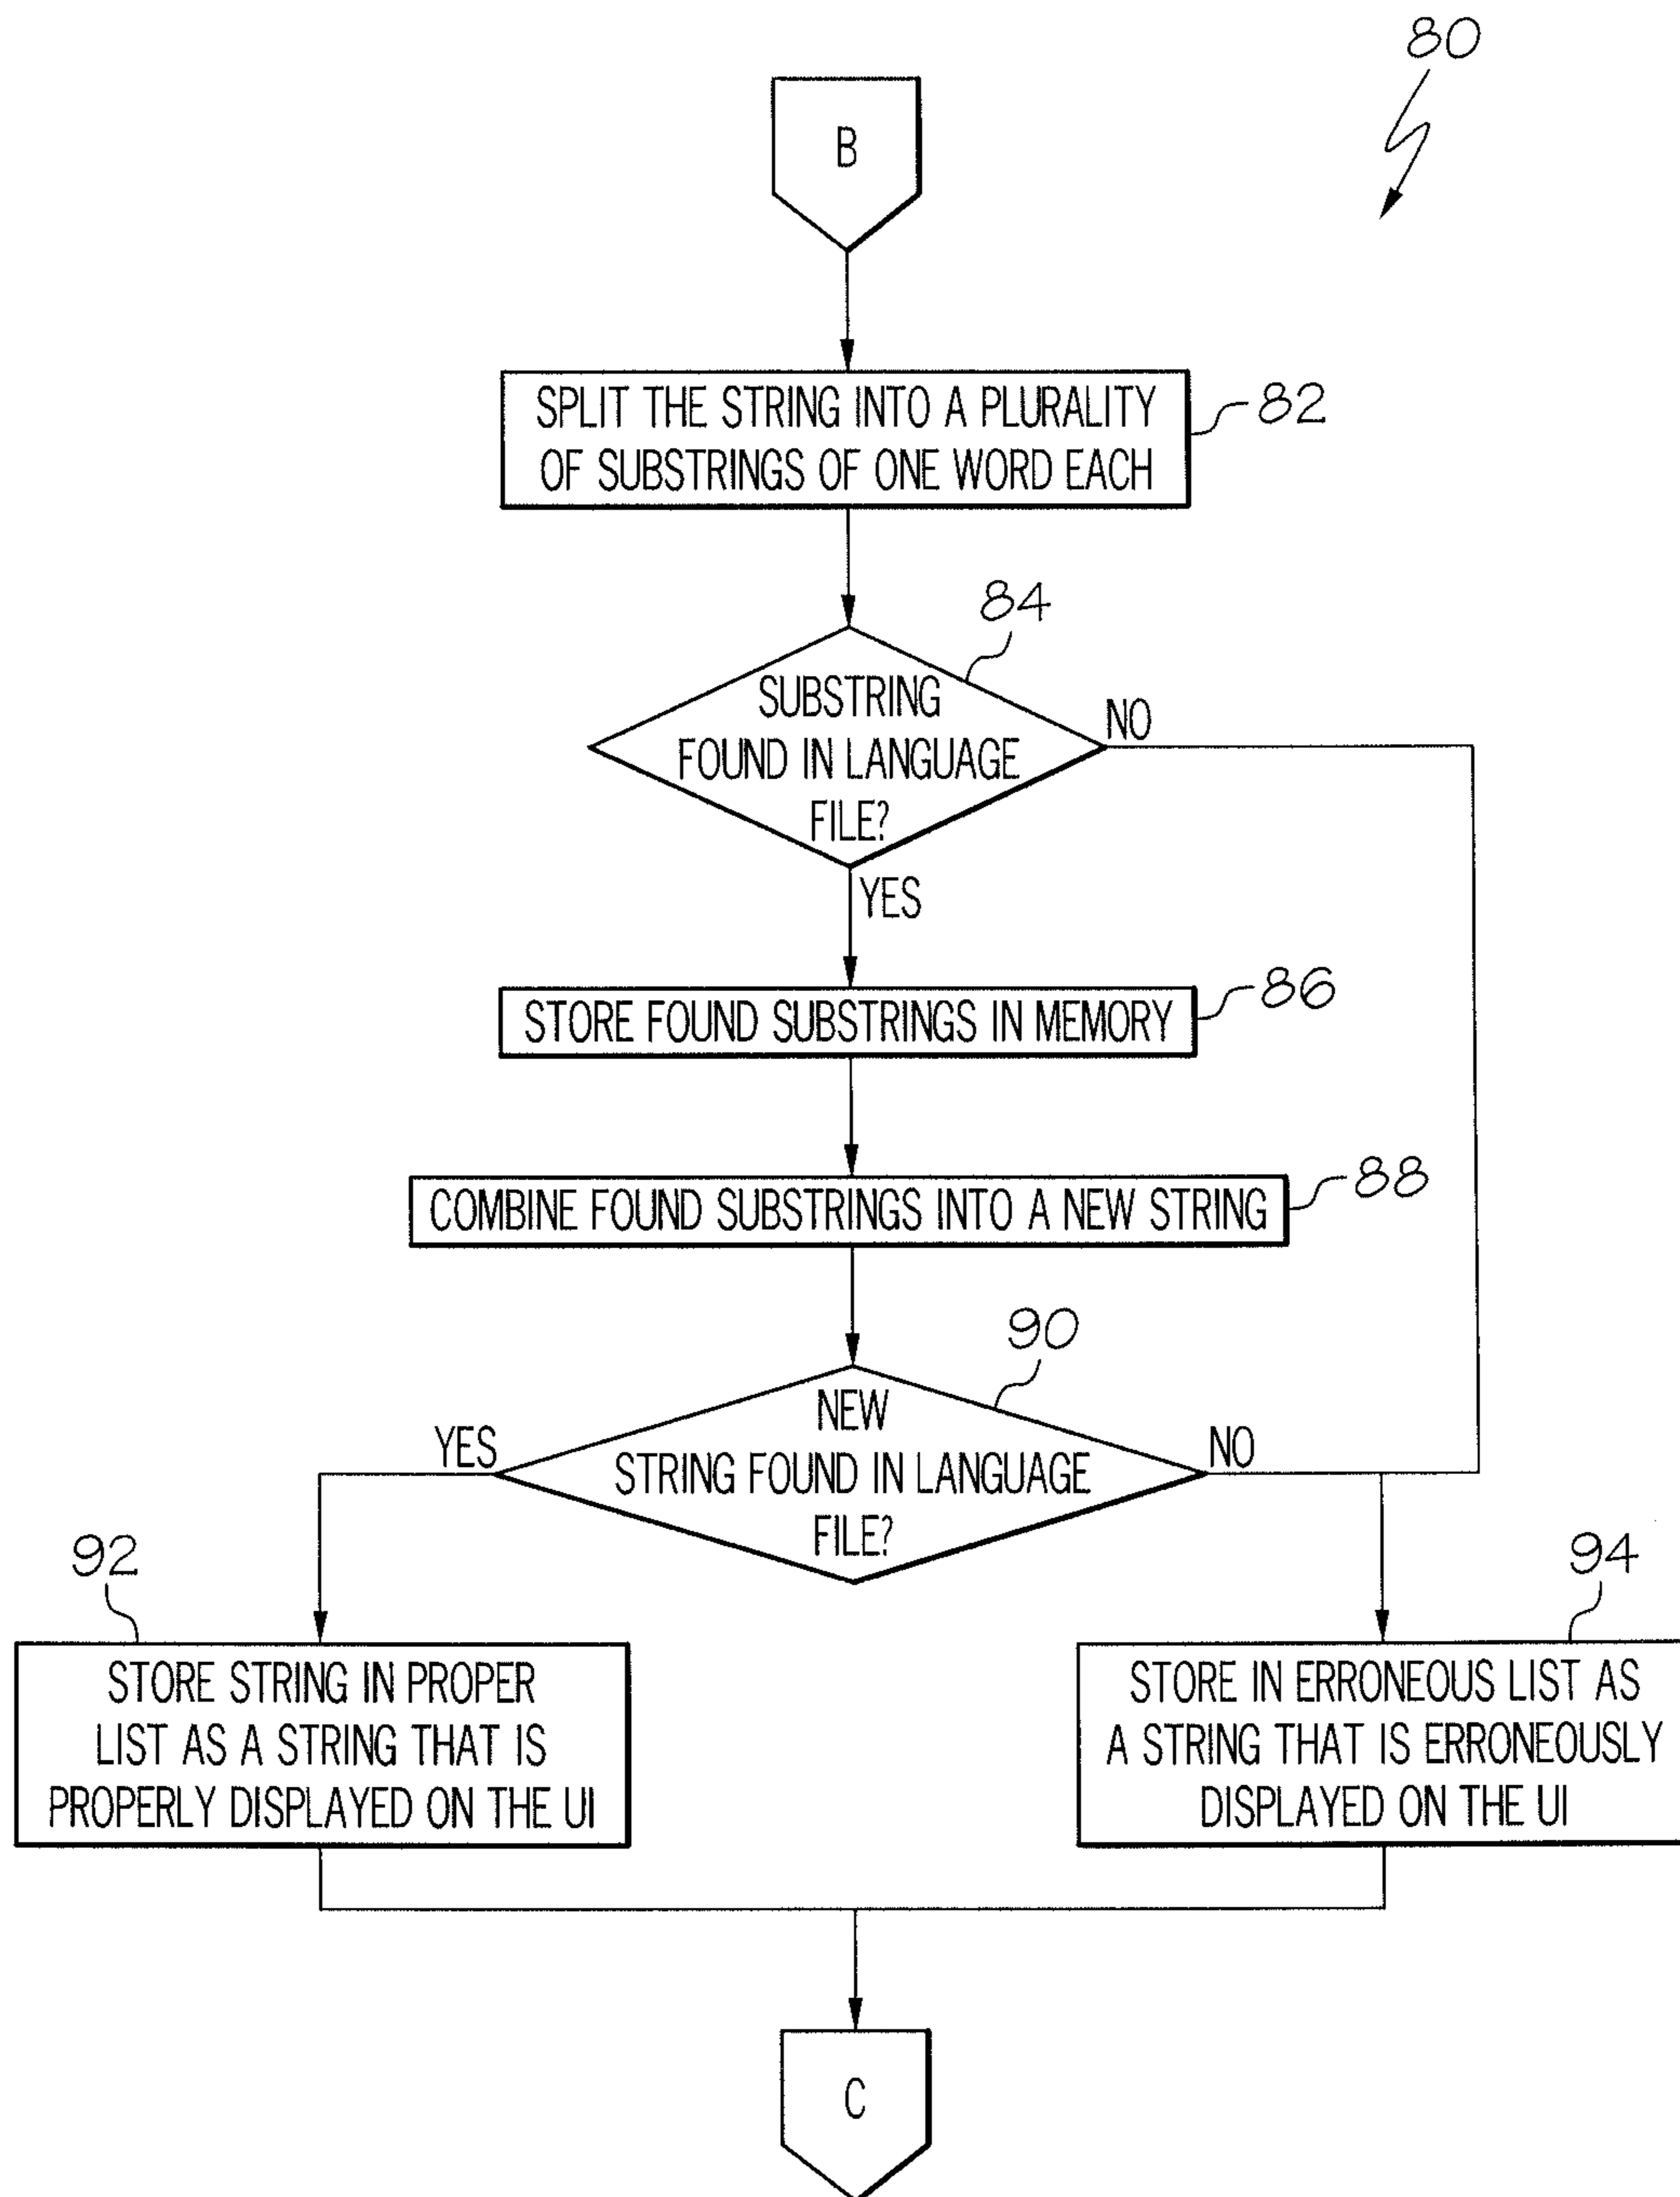 80
B
SPLIT THE STRING INTO A PLURALITY
OF SUBSTRINGS OF ONE WORD EACH
82
84
SUBSTRING
FOUND IN LANGUAGE
FILE?
NO
YES
STORE FOUND SUBSTRINGS IN MEMORY
86
COMBINE FOUND SUBSTRINGS INTO A NEW STRING
88
90
NEW
STRING FOUND IN LANGUAGE
FILE?
YES
NO
92
STORE STRING IN PROPER
LIST AS A STRING THAT IS
PROPERLY DISPLAYED ON THE UI
94
STORE IN ERRONEOUS LIST AS
A STRING THAT IS ERRONEOUSLY
DISPLAYED ON THE UI
C